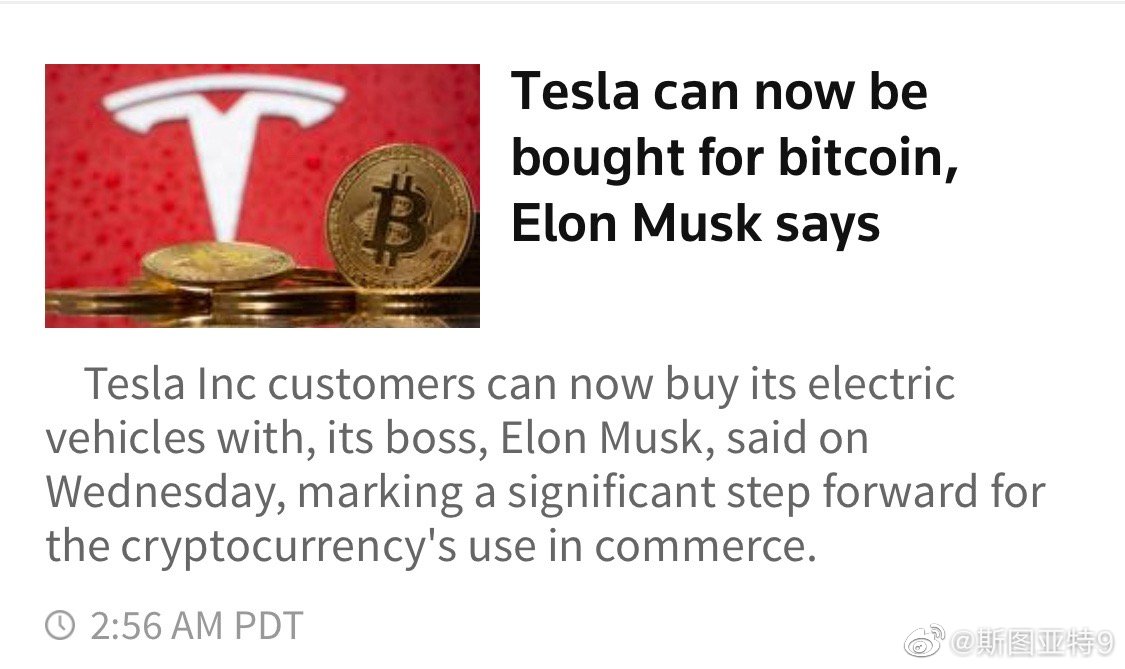 Tesla can now be
bought for bitcoin,
Elon Musk says
Tesla Inc customers can now buy its electric
vehicles with, its boss, Elon Musk, said on
Wednesday, marking a significant step forward for
the cryptocurrency's use in commerce.
2:56 AM PDT
@斯图亚特9